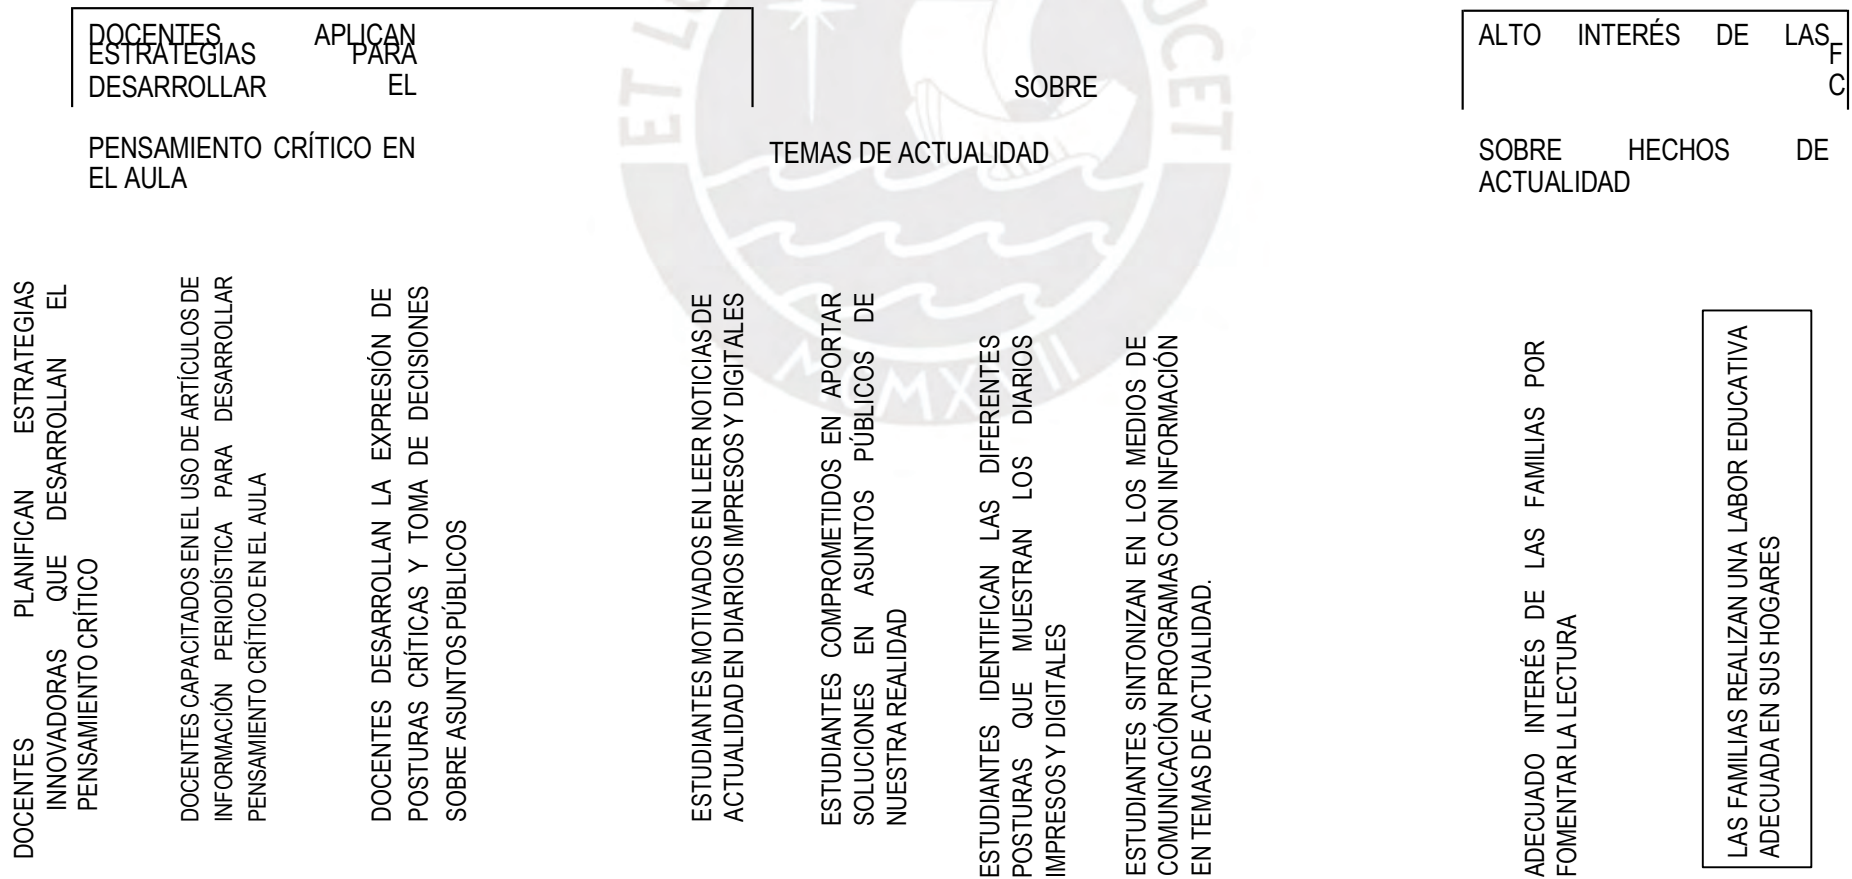 DOCENTES APLICAN
ESTRATEGIAS PARA
DESARROLLAR EL
PENSAMIENTO CRÍTICO EN
EL AULA
SOBRE
TEMAS DE ACTUALIDAD
ALTO INTERÉS DE LAS
F
C
SOBRE HECHOS DE
ACTUALIDAD
DOCENTES PLANIFICAN ESTRATEGIAS
INNOVADORAS QUE DESARROLLAN EL
PENSAMIENTO CRÍTICO
DOCENTES CAPACITADOS EN EL USO DE ARTÍCULOS DE
INFORMACIÓN PERIODÍSTICA PARA DESARROLLAR
PENSAMIENTO CRÍTICO EN EL AULA
DOCENTES DESARROLLAN LA EXPRESIÓN DE
POSTURAS CRÍTICAS Y TOMA DE DECISIONES
SOBRE ASUNTOS PÚBLICOS
ESTUDIANTES MOTIVADOS EN LEER NOTICIAS DE
ACTUALIDAD EN DIARIOS IMPRESOS Y DIGITALES
ESTUDIANTES COMPROMETIDOS EN APORTAR
SOLUCIONES EN ASUNTOS PÚBLICOS DE
NUESTRA REALIDAD
ESTUDIANTES IDENTIFICAN LAS DIFERENTES
POSTURAS QUE MUESTRAN LOS DIARIOS
IMPRESOS Y DIGITALES
ESTUDIANTES SINTONIZAN EN LOS MEDIOS DE
COMUNICACIÓN PROGRAMAS CON INFORMACIÓN
EN TEMAS DE ACTUALIDAD.
ADECUADO INTERÉS DE LAS FAMILIAS POR
FOMENTAR LA LECTURA
LAS FAMILIAS REALIZAN UNA LABOR EDUCATIVA
ADECUADA EN SUS HOGARES
ET
UCET
MCMXVII